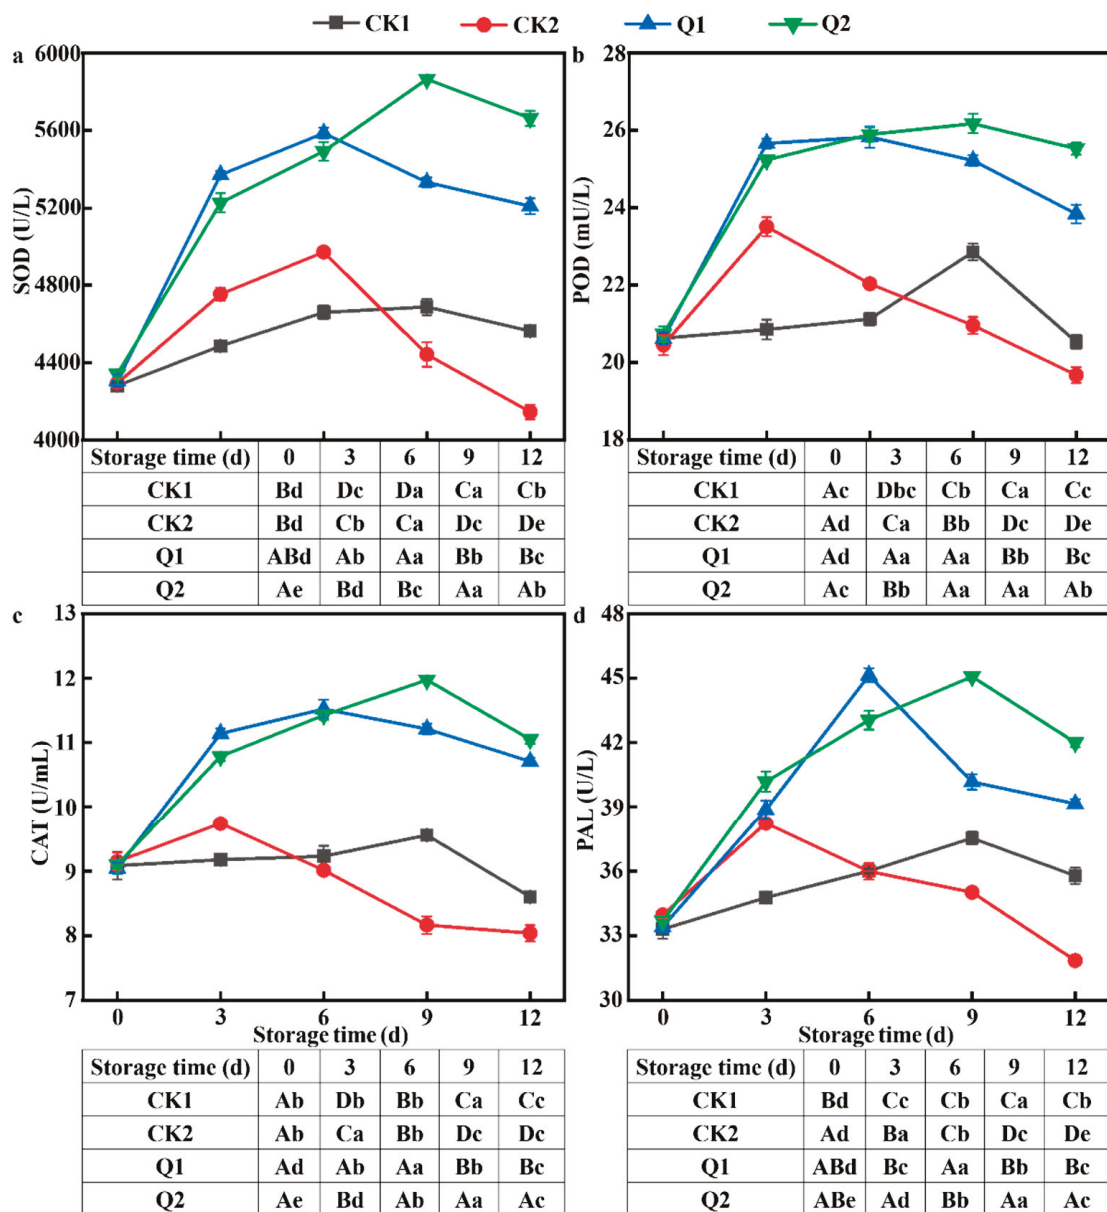 CK1 CK2 Q1 Q2
a
6000
5600
5200
4800
4400
4000
SOD (U/L)
Storage time (d) 0 3 6 9 12
CK1 Bd Dc Da Ca Cb
CK2 Bd Cb Ca Dc De
Q1 ABd Ab Aa Bb Bc
Q2 Ae Bd Bc Aa Ab
b
28
26
24
22
20
18
POD (mU/L)
Storage time (d) 0 3 6 9 12
CK1 Ac Dbc Cb Ca Cc
CK2 Ad Ca Bb Dc De
Q1 Ad Aa Aa Bb Bc
Q2 Ac Bb Aa Aa Ab
c
13
12
11
10
9
8
7
CAT (U/mL)
0 3 6 9 12
Storage time (d)
Storage time (d) 0 3 6 9 12
CK1 Ab Db Bb Ca Cc
CK2 Ab Ca Bb Dc Dc
Q1 Ad Ab Aa Bb Bc
Q2 Ae Bd Ab Aa Ac
d
48
45
42
39
36
33
30
PAL (U/L)
0 3 6 9 12
Storage time (d)
Storage time (d) 0 3 6 9 12
CK1 Bd Cc Cb Ca Cb
CK2 Ad Ba Cb Dc De
Q1 ABd Bc Aa Bb Bc
Q2 ABe Ad Bb Aa Ac